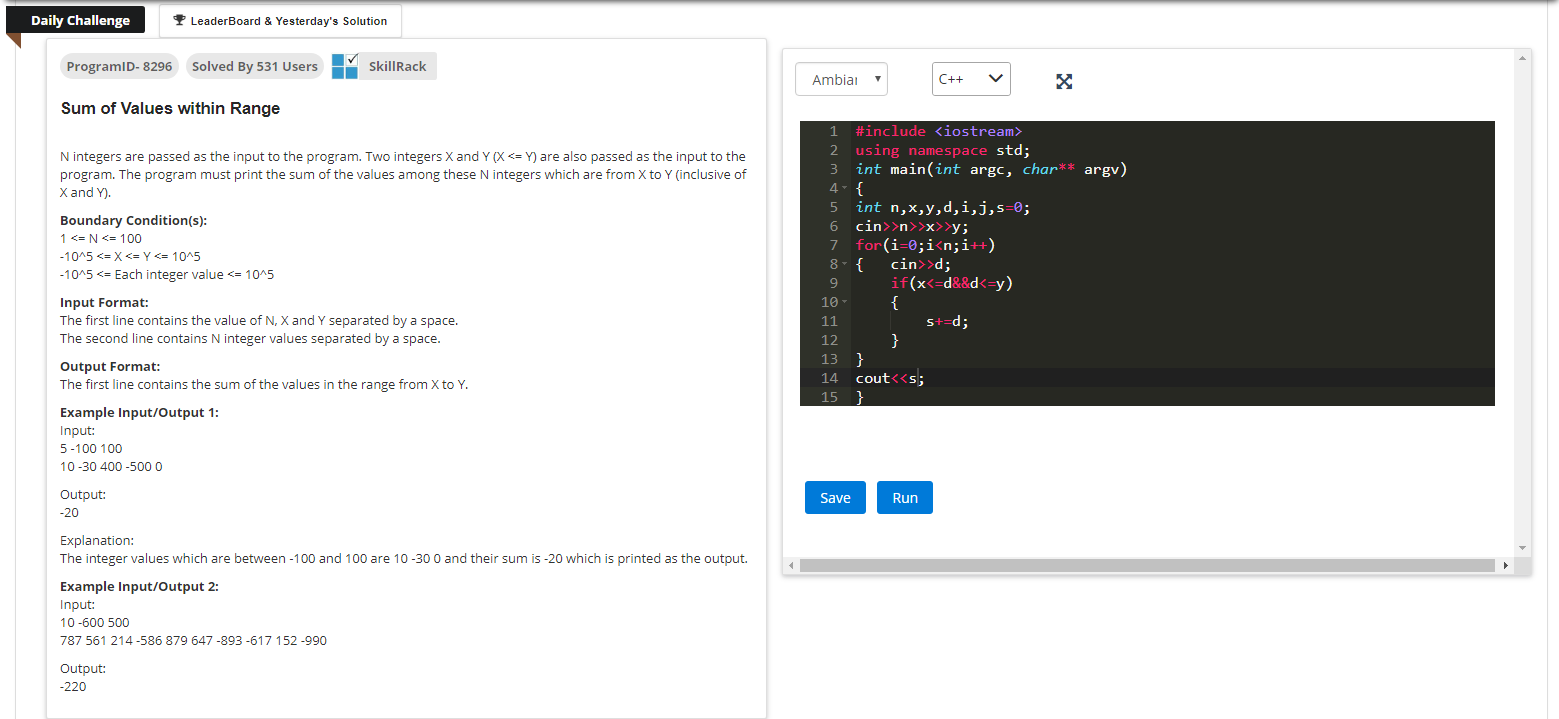 Daily Challenge
LeaderBoard & Yesterday's Solution
ProgramID- 8296
Solved By 531 Users
SkillRack
Sum of Values within Range
N integers are passed as the input to the program. Two integers X and Y (X <= Y) are also passed as the input to the
program. The program must print the sum of the values among these N integers which are from X to Y (inclusive of
X and Y).
Boundary Condition(s):
1 <= N <= 100
-10^5 <= X <= Y <= 10^5
-10^5 <= Each integer value <= 10^5
Input Format:
The first line contains the value of N, X and Y separated by a space.
The second line contains N integer values separated by a space.
Output Format:
The first line contains the sum of the values in the range from X to Y.
Example Input/Output 1:
Input:
5 -100 100
10 -30 400 -500 0
Output:
-20
Explanation:
The integer values which are between -100 and 100 are 10 -30 0 and their sum is -20 which is printed as the output.
Example Input/Output 2:
Input:
10 -600 500
787 561 214 -586 879 647 -893 -617 152 -990
Output:
-220
Ambiar
C++
1 #include <iostream>
2 using namespace std;
3 int main(int argc, char** argv)
4 {
5 int n,x,y,d,i,j,s=0;
6 cin>>n>>x>>y;
7 for(i=0;i<n;i++)
8 {   cin>>d;
9     if(x<=d&&d<=y)
10     {
11         s+=d;
12     }
13 }
14 cout<<s;
15 }
Save
Run